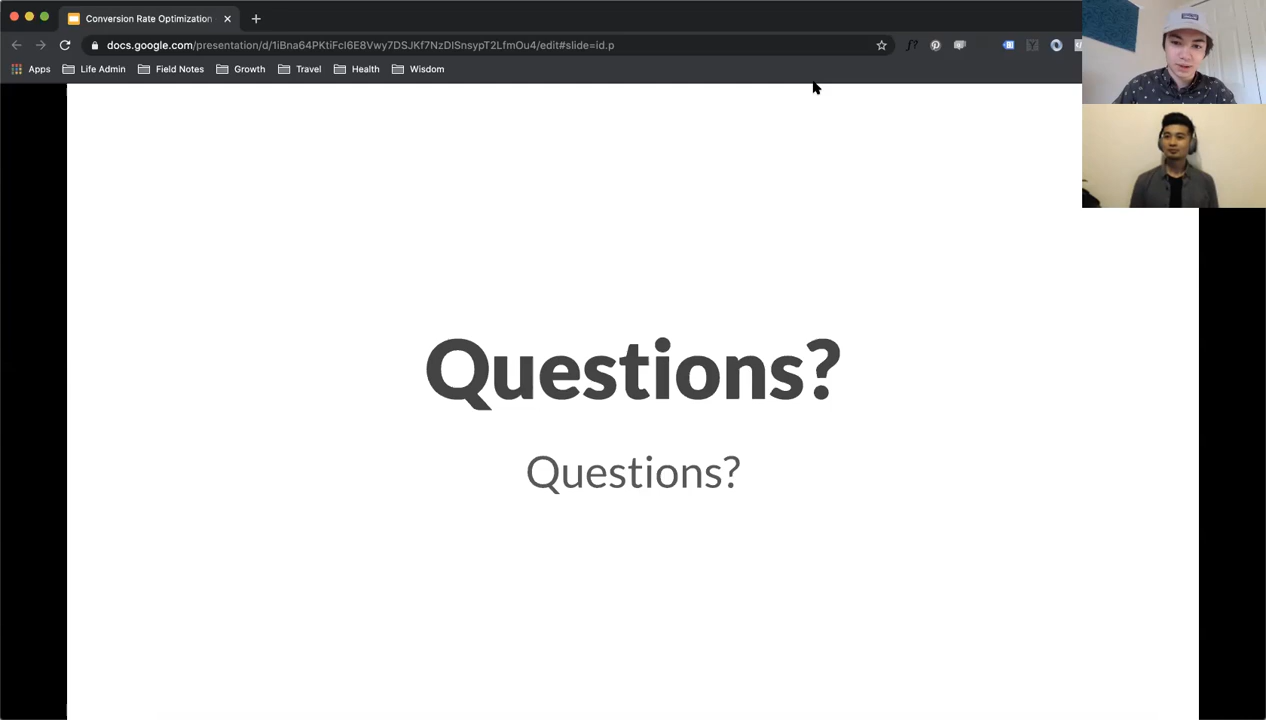 Conversion Rate Optimization
docs.google.com/presentation/d/1iBna64PKtiFcI6E8Vwy7DSJKf7NzDISnsypT2LfmOu4/edit#slide=id.p
f?
Apps Life Admin Field Notes Growth Travel Health Wisdom
Questions?
Questions?